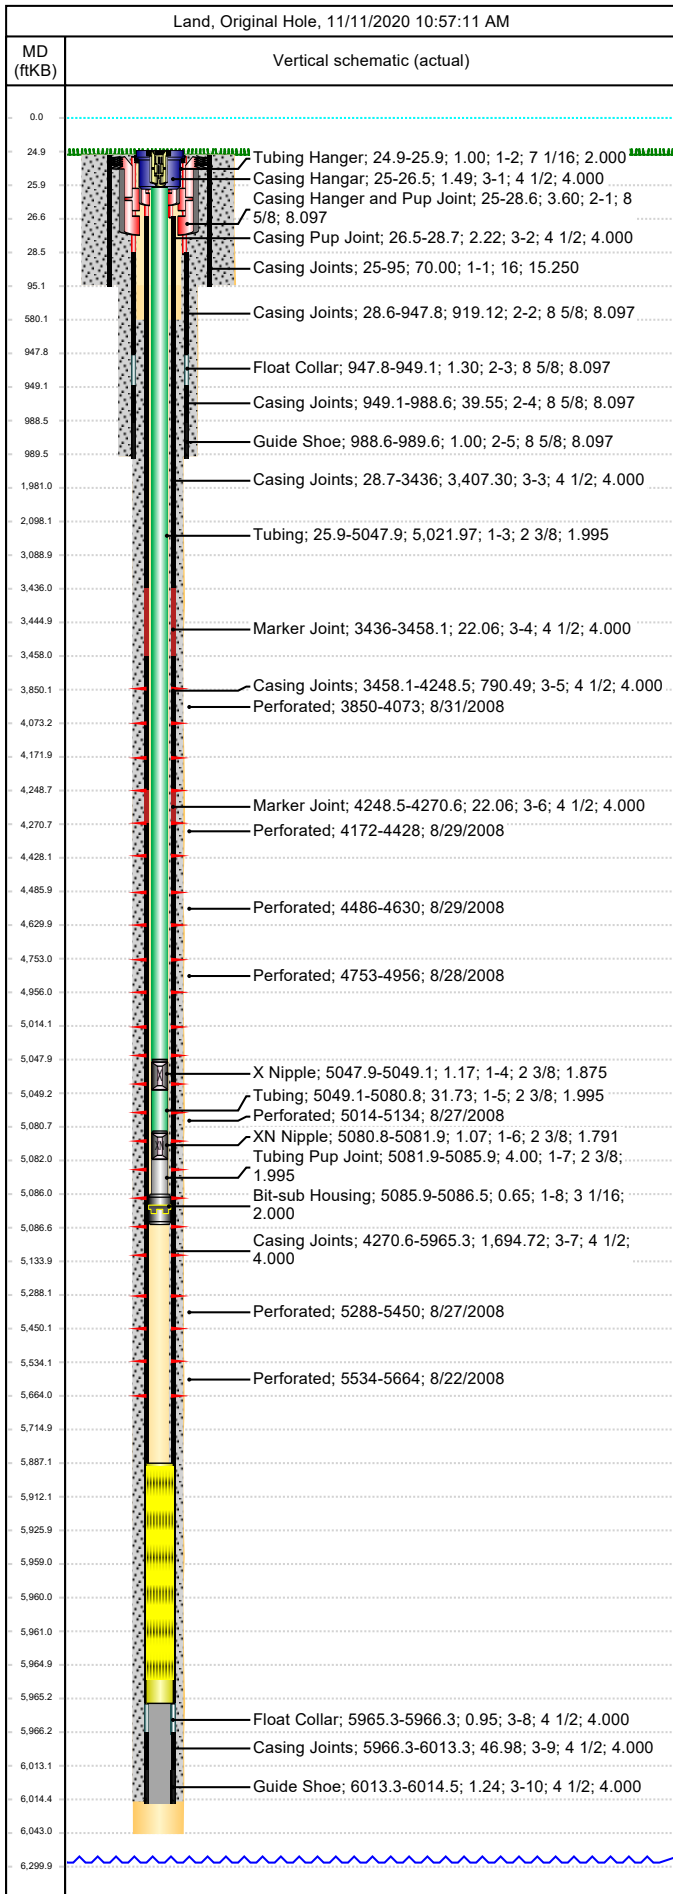 Land, Original Hole, 11/11/2020 10:57:11 AM
MD
(ftKB)
Vertical schematic (actual)
0.0
24.9
Tubing Hanger; 24.9-25.9; 1.00; 1-2; 7 1/16; 2.000
Casing Hangar; 25-26.5; 1.49; 3-1; 4 1/2; 4.000
25.9
Casing Hanger and Pup Joint; 25-28.6; 3.60; 2-1; 8
5/8; 8.097
26.6
Casing Pup Joint; 26.5-28.7; 2.22; 3-2; 4 1/2; 4.000
28.5
Casing Joints; 25-95; 70.00; 1-1; 16; 15.250
95.1
Casing Joints; 28.6-947.8; 919.12; 2-2; 8 5/8; 8.097
580.1
947.8
Float Collar; 947.8-949.1; 1.30; 2-3; 8 5/8; 8.097
949.1
Casing Joints; 949.1-988.6; 39.55; 2-4; 8 5/8; 8.097
988.5
Guide Shoe; 988.6-989.6; 1.00; 2-5; 8 5/8; 8.097
989.5
Casing Joints; 28.7-3436; 3,407.30; 3-3; 4 1/2; 4.000
1,981.0
2,098.1
Tubing; 25.9-5047.9; 5,021.97; 1-3; 2 3/8; 1.995
3,088.9
3,436.0
3,444.9
Marker Joint; 3436-3458.1; 22.06; 3-4; 4 1/2; 4.000
3,458.0
Casing Joints; 3458.1-4248.5; 790.49; 3-5; 4 1/2; 4.000
3,850.1
Perforated; 3850-4073; 8/31/2008
4,073.2
4,171.9
4,248.7
Marker Joint; 4248.5-4270.6; 22.06; 3-6; 4 1/2; 4.000
4,270.7
Perforated; 4172-4428; 8/29/2008
4,428.1
4,485.9
Perforated; 4486-4630; 8/29/2008
4,629.9
4,753.0
Perforated; 4753-4956; 8/28/2008
4,956.0
5,014.1
5,047.9
X Nipple; 5047.9-5049.1; 1.17; 1-4; 2 3/8; 1.875
5,049.2
Tubing; 5049.1-5080.8; 31.73; 1-5; 2 3/8; 1.995
Perforated; 5014-5134; 8/27/2008
5,080.7
XN Nipple; 5080.8-5081.9; 1.07; 1-6; 2 3/8; 1.791
5,082.0
Tubing Pup Joint; 5081.9-5085.9; 4.00; 1-7; 2 3/8;
1.995
5,086.0
Bit-sub Housing; 5085.9-5086.5; 0.65; 1-8; 3 1/16;
2.000
5,086.6
Casing Joints; 4270.6-5965.3; 1,694.72; 3-7; 4 1/2;
4.000
5,133.9
5,288.1
Perforated; 5288-5450; 8/27/2008
5,450.1
5,534.1
Perforated; 5534-5664; 8/22/2008
5,664.0
5,714.9
5,887.1
5,912.1
5,925.9
5,959.0
5,960.0
5,961.0
5,964.9
5,965.2
Float Collar; 5965.3-5966.3; 0.95; 3-8; 4 1/2; 4.000
5,966.2
Casing Joints; 5966.3-6013.3; 46.98; 3-9; 4 1/2; 4.000
6,013.1
Guide Shoe; 6013.3-6014.5; 1.24; 3-10; 4 1/2; 4.000
6,014.4
6,043.0
6,299.9